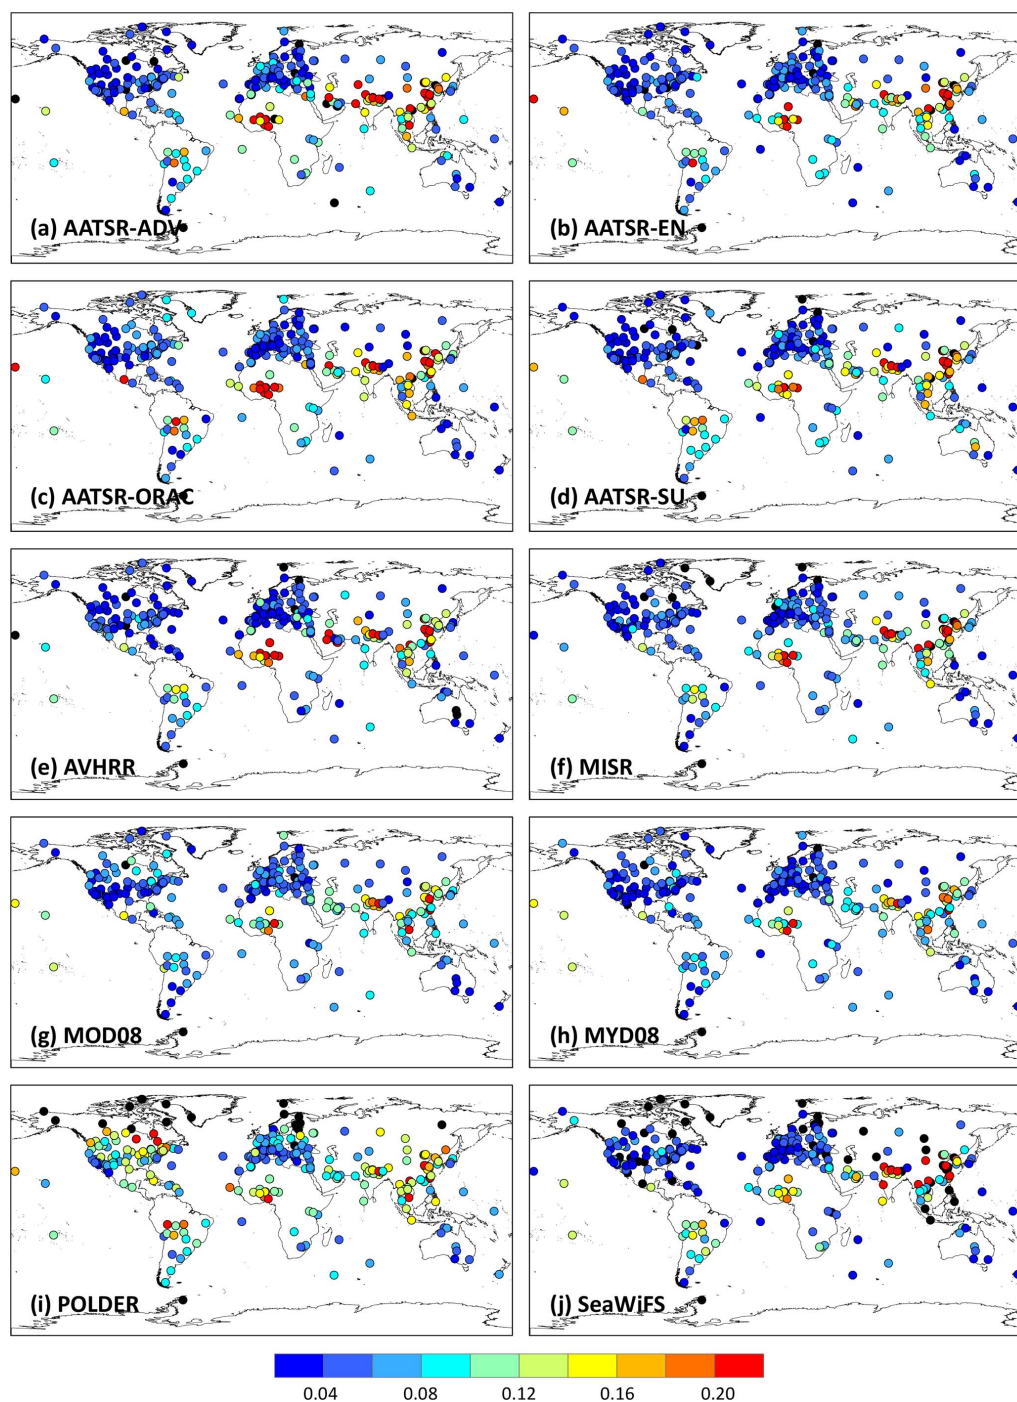 (a) AATSR-ADV
(b) AATSR-EN
(c) AATSR-ORAC
(d) AATSR-SU
(e) AVHRR
(f) MISR
(g) MOD08
(h) MYD08
(i) POLDER
(j) SeaWiFS
0.04 0.08 0.12 0.16 0.20